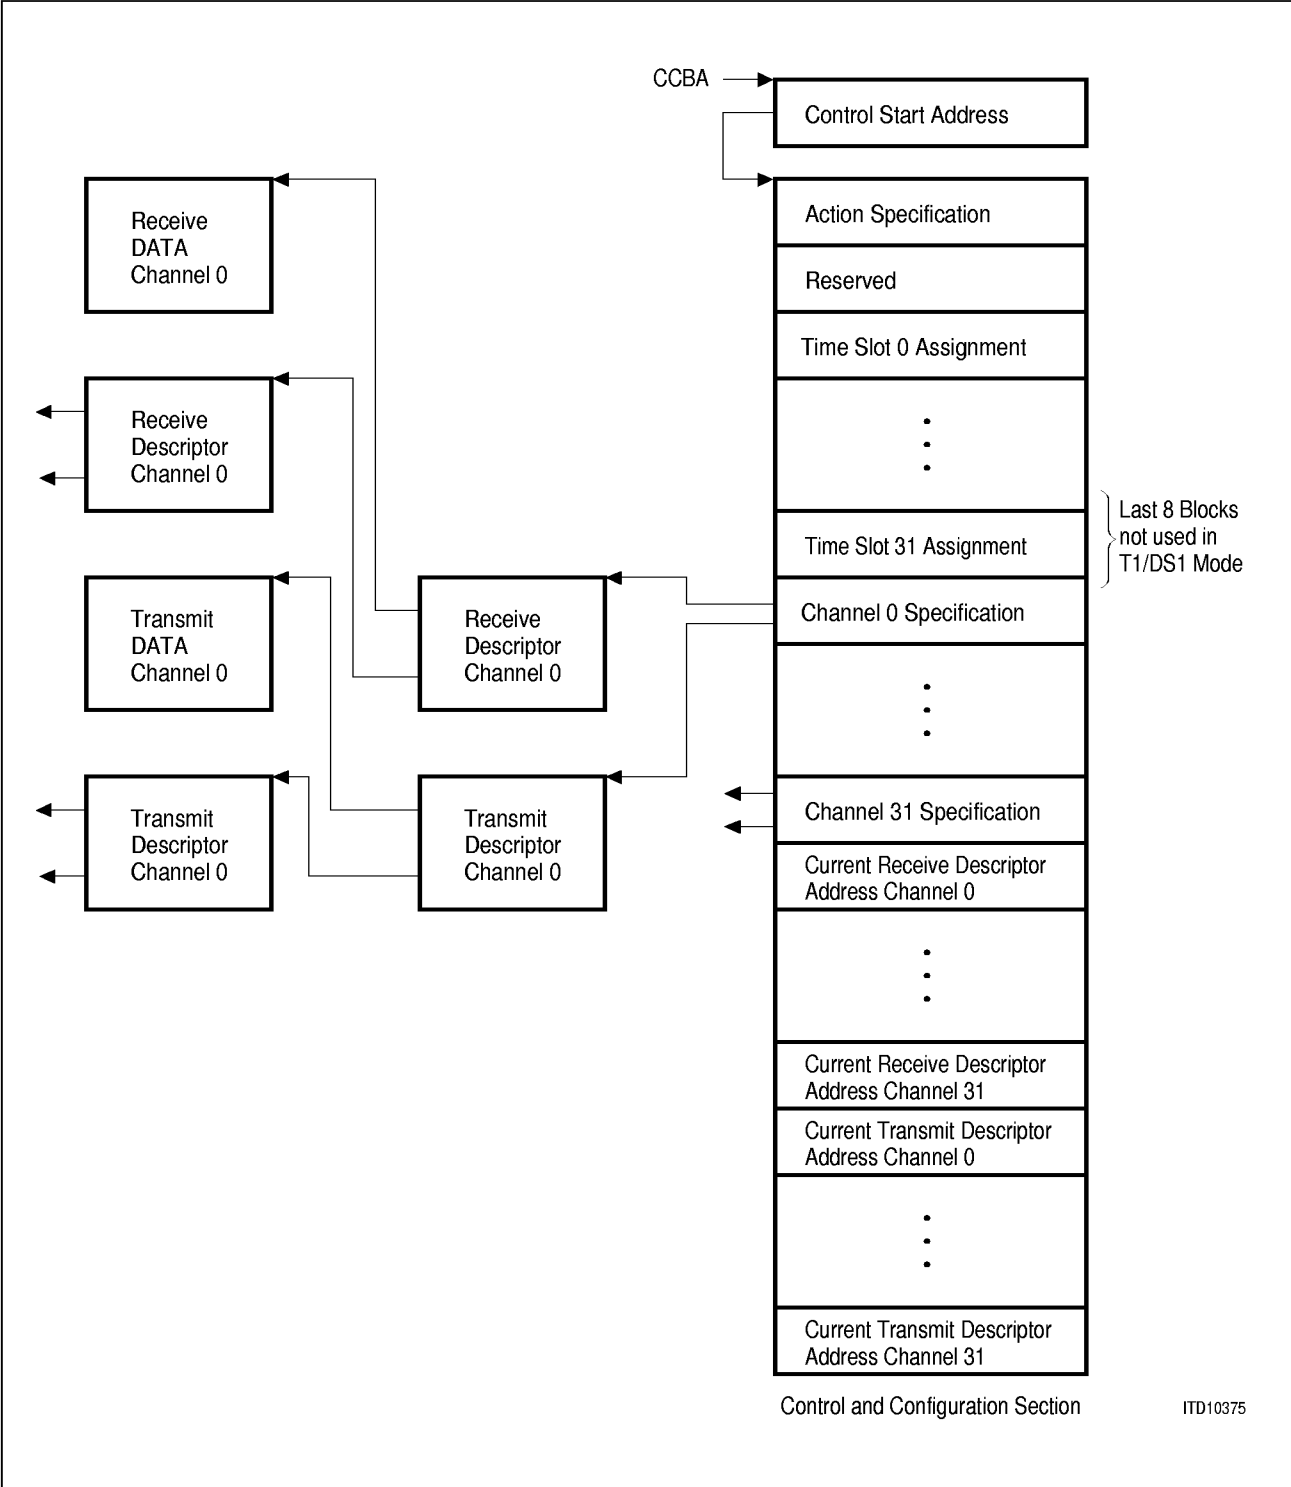 CCBA
Control Start Address
Action Specification
Reserved
Time Slot 0 Assignment
Time Slot 31 Assignment
Last 8 Blocks
not used in
T1/DS1 Mode
Channel 0 Specification
Channel 31 Specification
Current Receive Descriptor
Address Channel 0
Current Receive Descriptor
Address Channel 31
Current Transmit Descriptor
Address Channel 0
Current Transmit Descriptor
Address Channel 31
Receive
DATA
Channel 0
Receive
Descriptor
Channel 0
Transmit
DATA
Channel 0
Transmit
Descriptor
Channel 0
Receive
Descriptor
Channel 0
Transmit
Descriptor
Channel 0
Control and Configuration Section
ITD10375